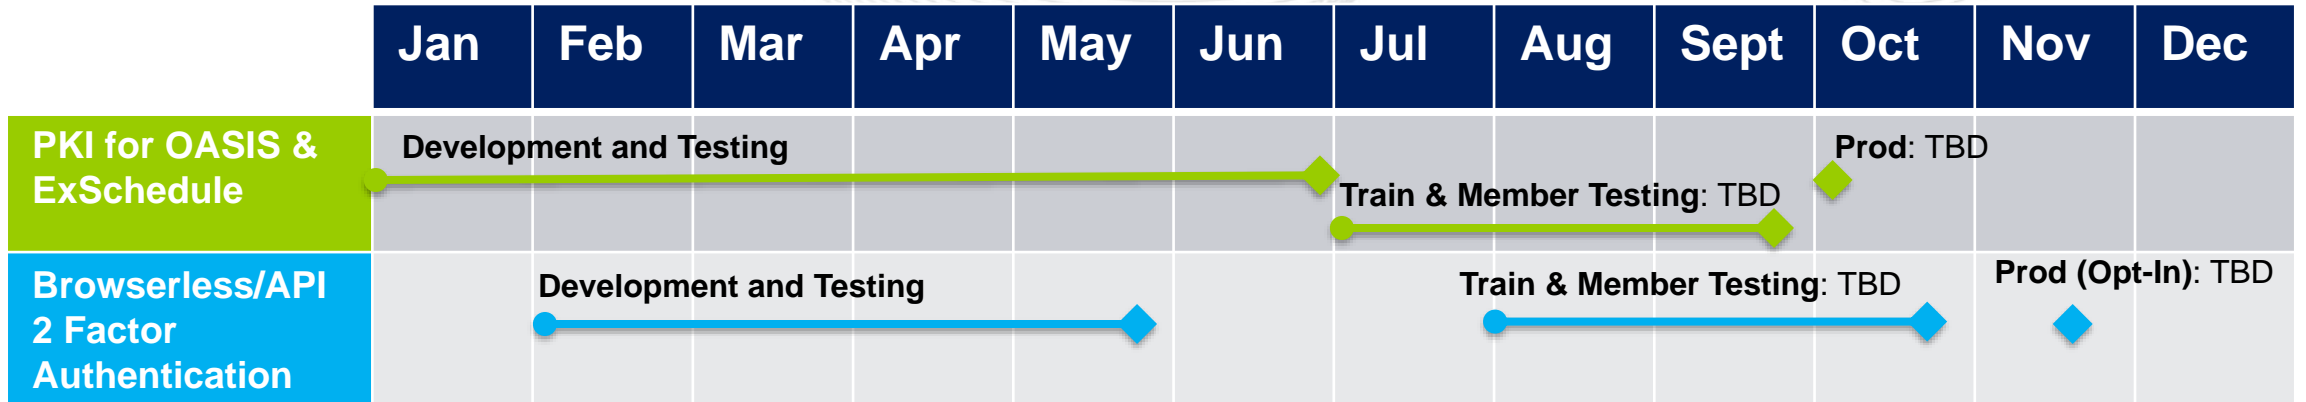 Jan Feb Mar Apr May Jun Jul Aug Sept Oct Nov Dec
PKI for OASIS &
ExSchedule
Development and Testing
Train & Member Testing: TBD
Prod: TBD
Browserless/API
2 Factor
Authentication
Development and Testing
Train & Member Testing: TBD
Prod (Opt-In): TBD